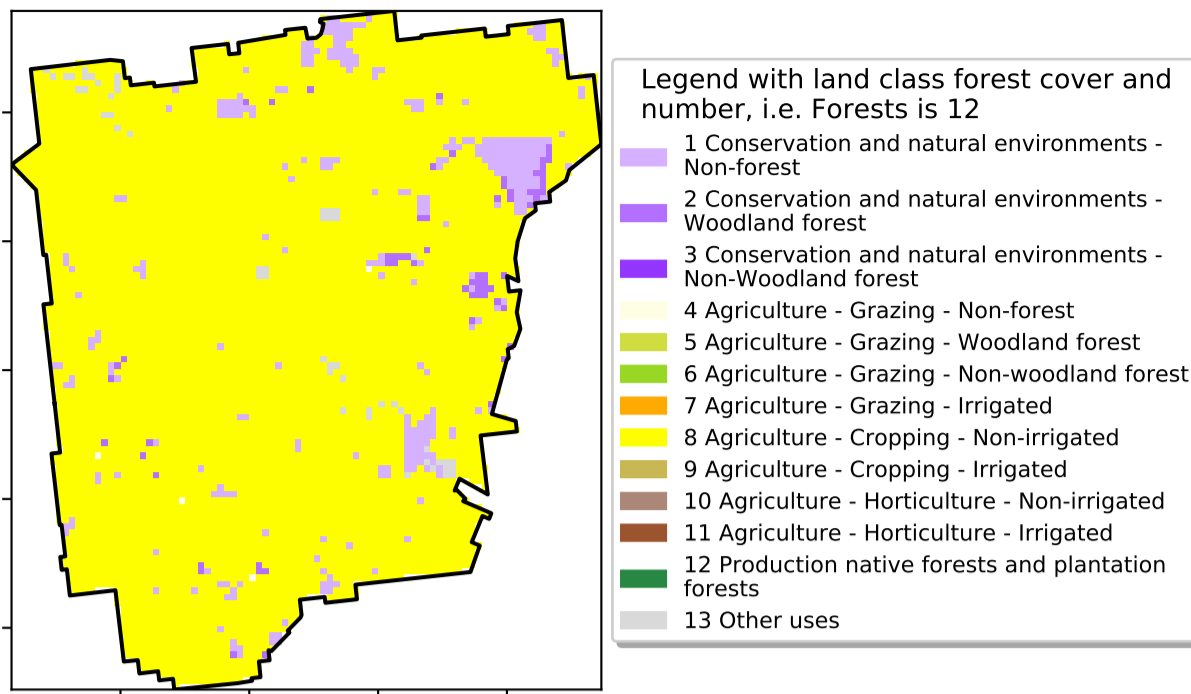 Legend with land class forest cover and
number, i.e. Forests is 12
1 Conservation and natural environments -
Non-forest
2 Conservation and natural environments -
Woodland forest
3 Conservation and natural environments -
Non-Woodland forest
4 Agriculture - Grazing - Non-forest
5 Agriculture - Grazing - Woodland forest
6 Agriculture - Grazing - Non-woodland forest
7 Agriculture - Grazing - Irrigated
8 Agriculture - Cropping - Non-irrigated
9 Agriculture - Cropping - Irrigated
10 Agriculture - Horticulture - Non-irrigated
11 Agriculture - Horticulture - Irrigated
12 Production native forests and plantation
forests
13 Other uses